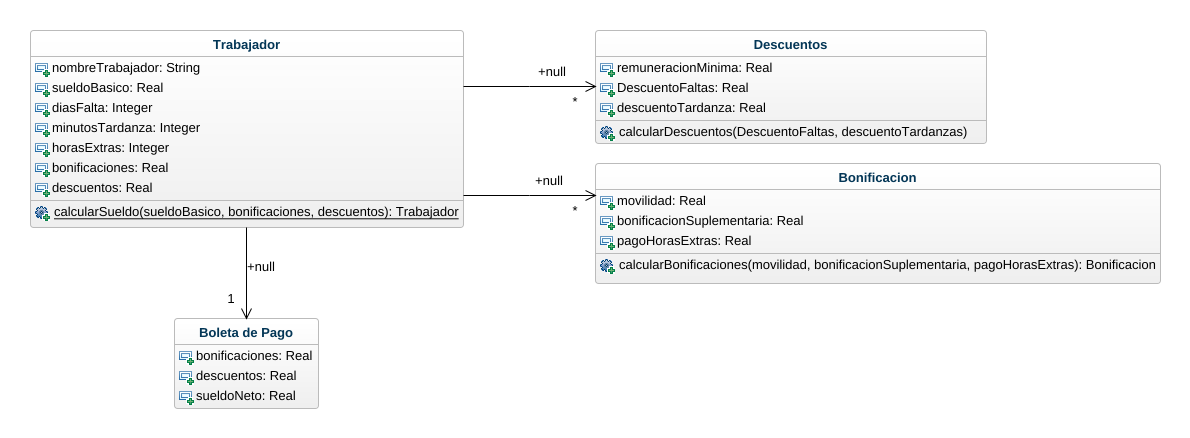 Trabajador
nombreTrabajador: String
sueldoBasico: Real
diasFalta: Integer
minutosTardanza: Integer
horasExtras: Integer
bonificaciones: Real
descuentos: Real
calcularSueldo(sueldoBasico, bonificaciones, descuentos): Trabajador
+null
*
Descuentos
remuneracionMinima: Real
DescuentoFaltas: Real
descuentoTardanza: Real
calcularDescuentos(DescuentoFaltas, descuentoTardanzas)
+null
*
Bonificacion
movilidad: Real
bonificacionSuplementaria: Real
pagoHorasExtras: Real
calcularBonificaciones(movilidad, bonificacionSuplementaria, pagoHorasExtras): Bonificacion
+null
1
Boleta de Pago
bonificaciones: Real
descuentos: Real
sueldoNeto: Real